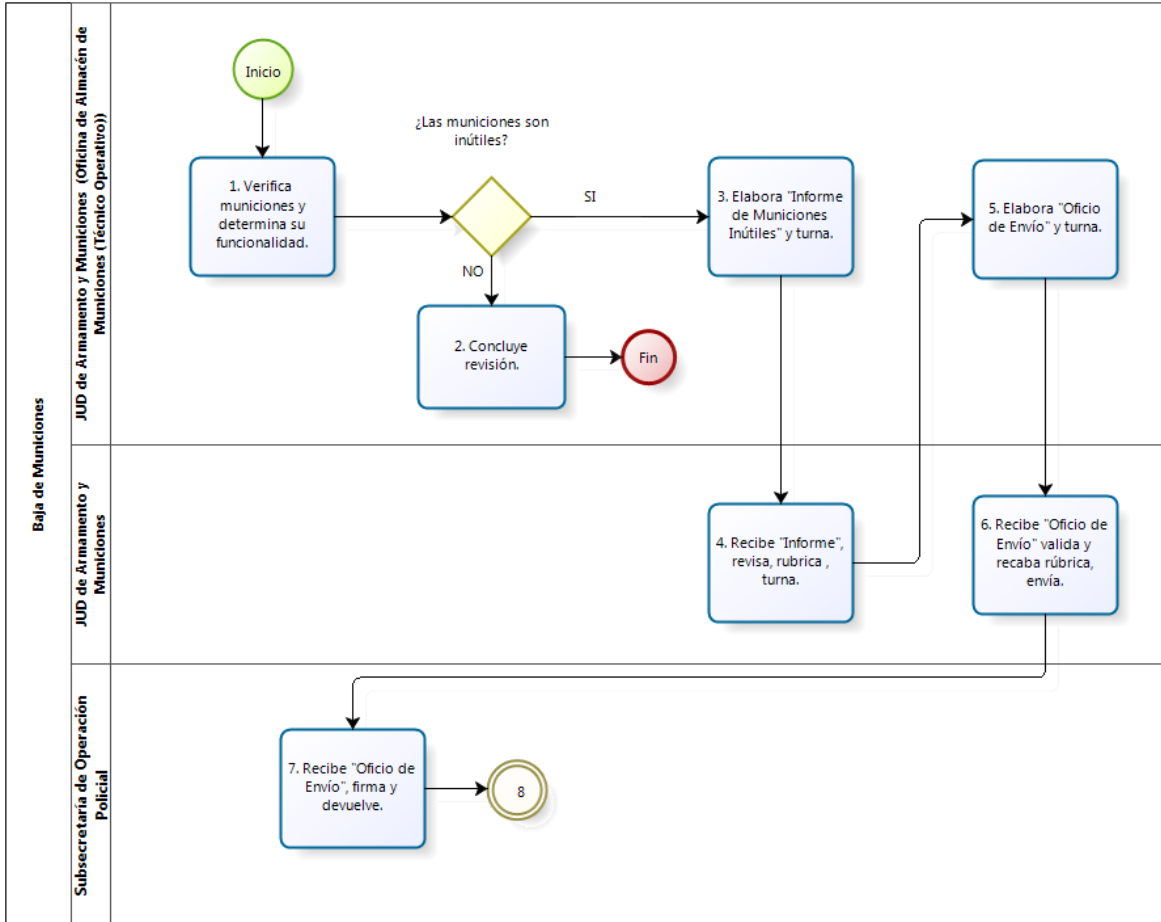 Baja de Municiones
JUD de Armamento y Municiones (Oficina de Almacén de
Municiones (Técnico Operativo))
Inicio
1. Verifica
municiones y
determina su
funcionalidad.
¿Las municiones son
inútiles?
SI
NO
2. Concluye
revisión.
Fin
3. Elabora "Informe
de Municiones
Inútiles" y turna.
5. Elabora "Oficio
de Envío" y turna.
JUD de Armamento y
Municiones
4. Recibe "Informe",
revisa, rubrica ,
turna.
6. Recibe "Oficio de
Envío" valida y
recaba rúbrica,
envía.
Subsecretaría de Operación
Policial
7. Recibe "Oficio de
Envío", firma y
devuelve.
8